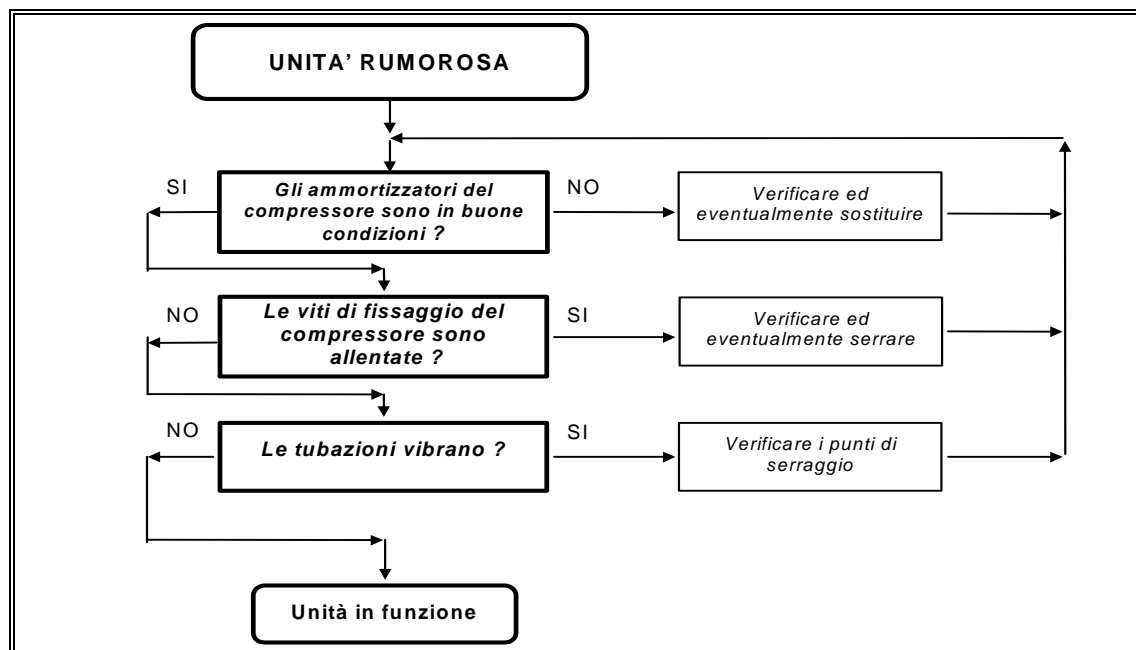 UNITA' RUMOROSA
SI
Gli ammortizzatori del
compressore sono in buone
condizioni ?
NO
Verificare ed
eventualmente sostituire
NO
Le viti di fissaggio del
compressore sono
allentate ?
SI
Verificare ed
eventualmente serrare
NO
Le tubazioni vibrano ?
SI
Verificare i punti di
serraggio
Unità in funzione